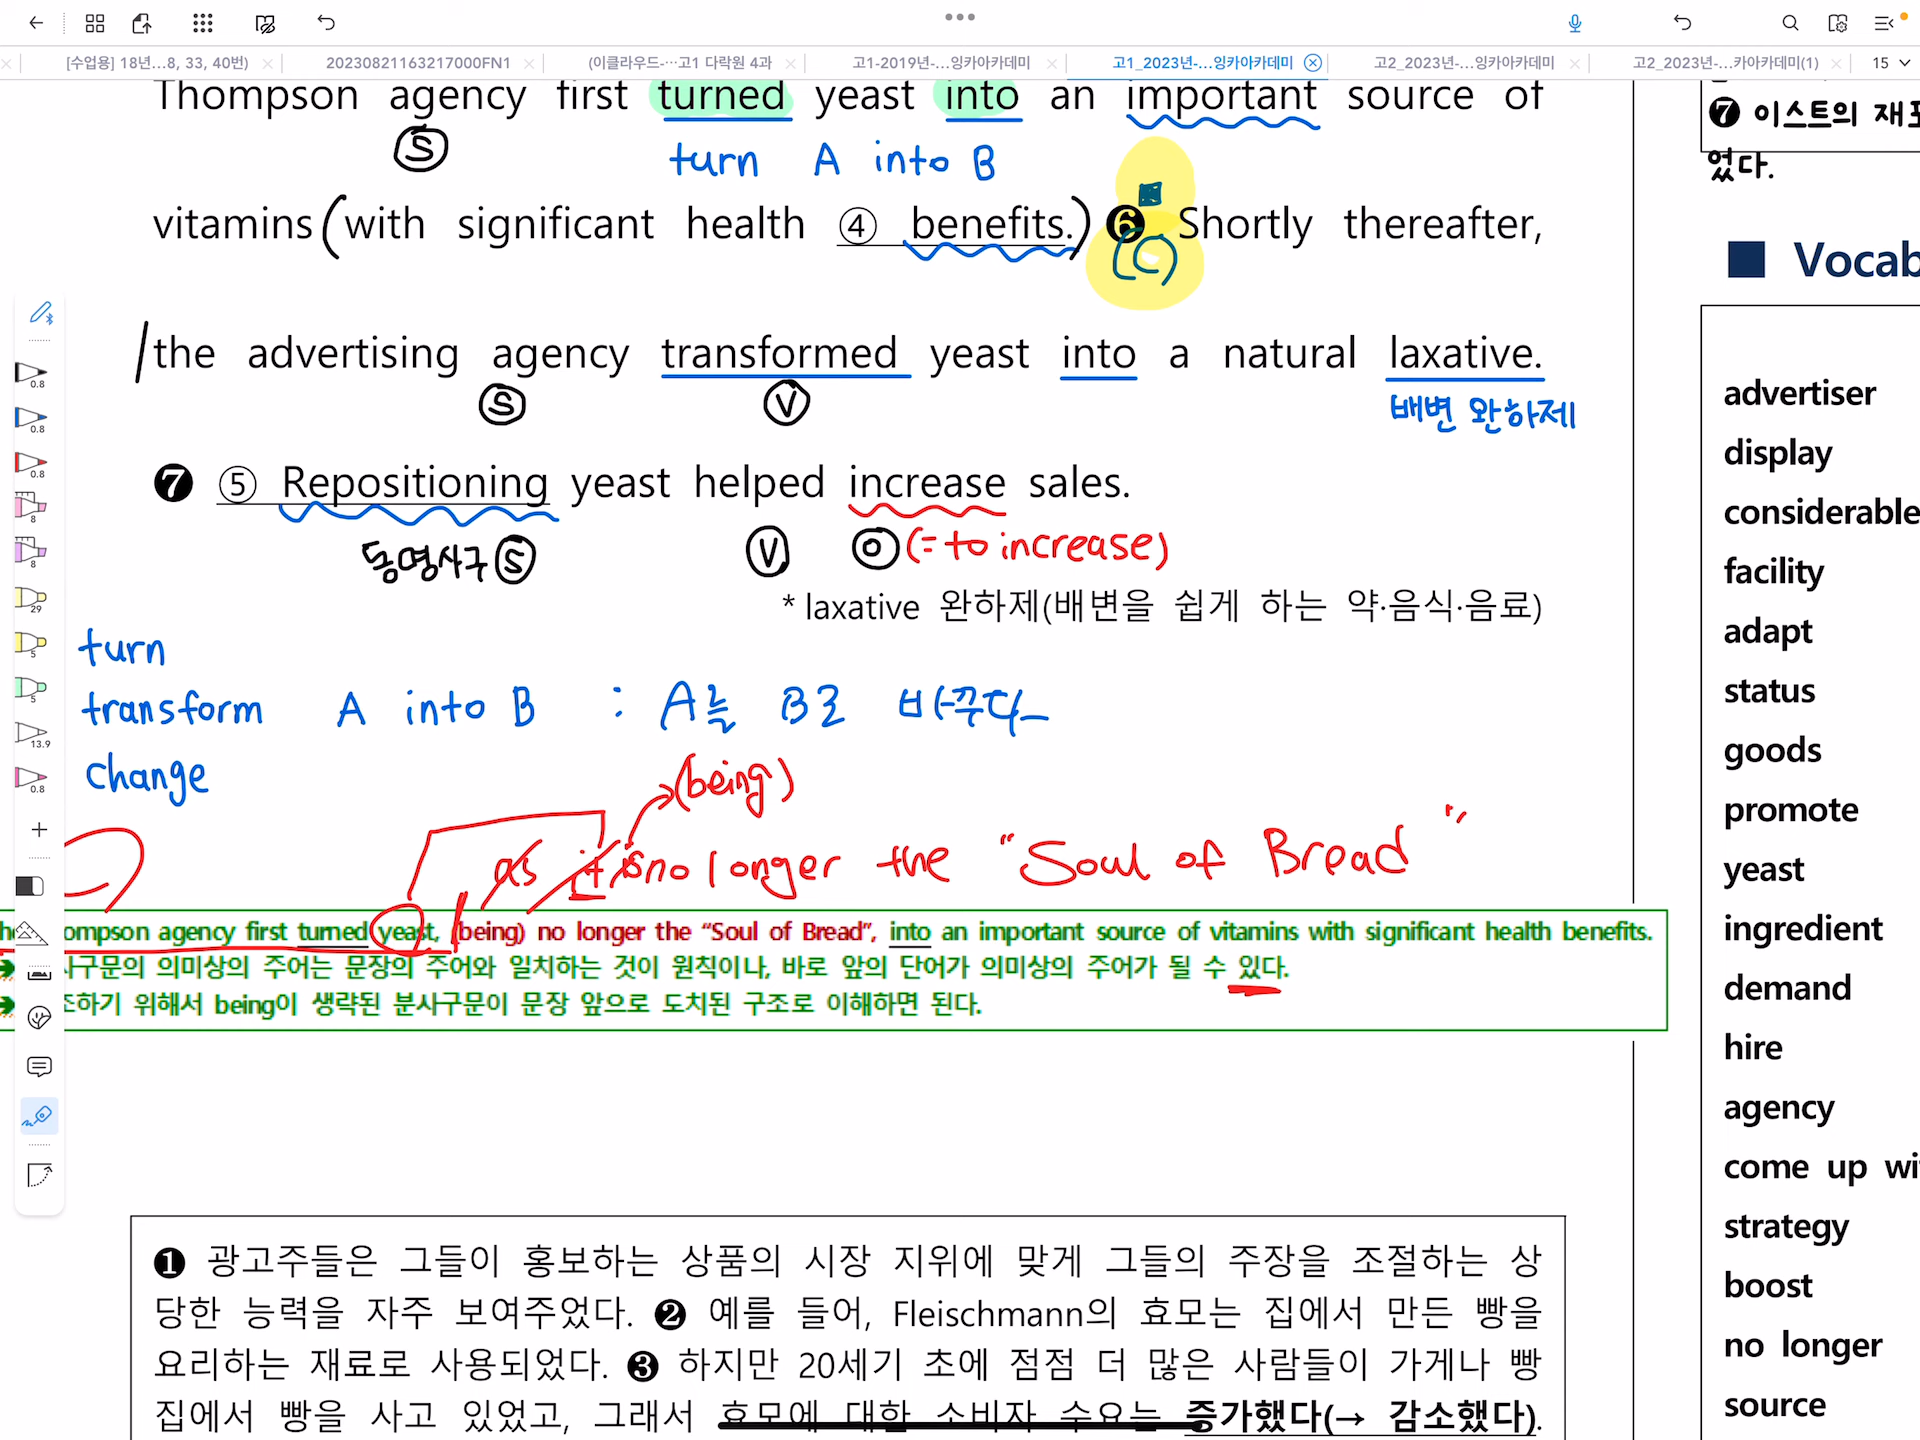 [수업용] 18년...8, 33, 40번)
20230821163217000FN1
(이클라우드-…고1 다락원 4과
고1-2019년-...잉카아카데미
고1_2023년-...잉카아카데미
고2_2023년-...잉카아카데미
고2_2023년-...카아카데미(1)
15
Thompson agency first turned yeast into an important source of
Ⓢ
turn A into B
vitamins (with significant health ④ benefits.) ❻ Shortly thereafter,
the advertising agency transformed yeast into a natural laxative.
Ⓢ Ⓥ 배변 완하제
❼ ⑤ Repositioning yeast helped increase sales.
동명사구 Ⓢ Ⓥ Ⓞ (= to increase)
* laxative 완하제(배변을 쉽게 하는 약·음식·음료)
turn
transform A into B : A를 B로 바꾸다
change
(being)
as it is no longer the "Soul of Bread"
ompson agency first turned yeast, (being) no longer the “Soul of Bread”, into an important source of vitamins with significant health benefits.
사구문의 의미상의 주어는 문장의 주어와 일치하는 것이 원칙이나, 바로 앞의 단어가 의미상의 주어가 될 수 있다.
조하기 위해서 being이 생략된 분사구문이 문장 앞으로 도치된 구조로 이해하면 된다.
❶ 광고주들은 그들이 홍보하는 상품의 시장 지위에 맞게 그들의 주장을 조절하는 상
당한 능력을 자주 보여주었다. ❷ 예를 들어, Fleischmann의 효모는 집에서 만든 빵을
요리하는 재료로 사용되었다. ❸ 하지만 20세기 초에 점점 더 많은 사람들이 가게나 빵
집에서 빵을 사고 있었고, 그래서 효모에 대한 소비자 수요는 증가했다(→ 감소했다).
❼ 이스트의 재포
었다.
■ Vocab
advertiser
display
considerable
facility
adapt
status
goods
promote
yeast
ingredient
demand
hire
agency
come up wi
strategy
boost
no longer
source
0.8
0.8
0.8
8
8
29
5
5
13.9
0.8